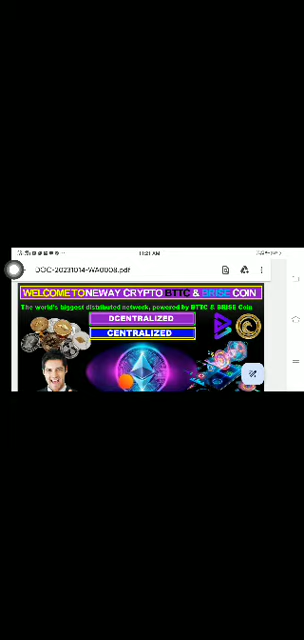 11:21 AM
DOC-20231014-WA0008.pdf
WELCOME TO NEWAY CRYPTO BTTC & BRISE COIN
The world's biggest distributed network, powered by BTTC & BRISE Coin
DCENTRALIZED
CENTRALIZED